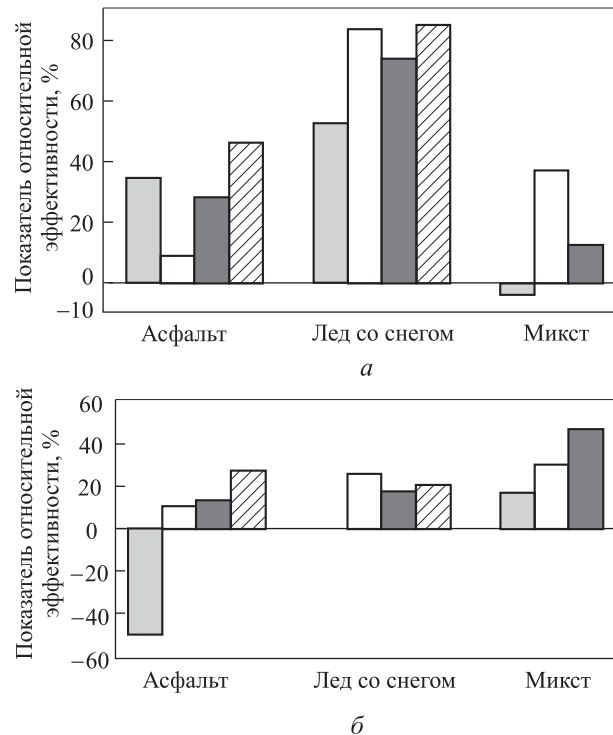 Показатель относительной
эффективности, %
80
60
40
20
0
−10
Асфальт
Лед со снегом
Микст
а
Показатель относительной
эффективности, %
60
40
20
0
−20
−40
−60
Асфальт
Лед со снегом
Микст
б